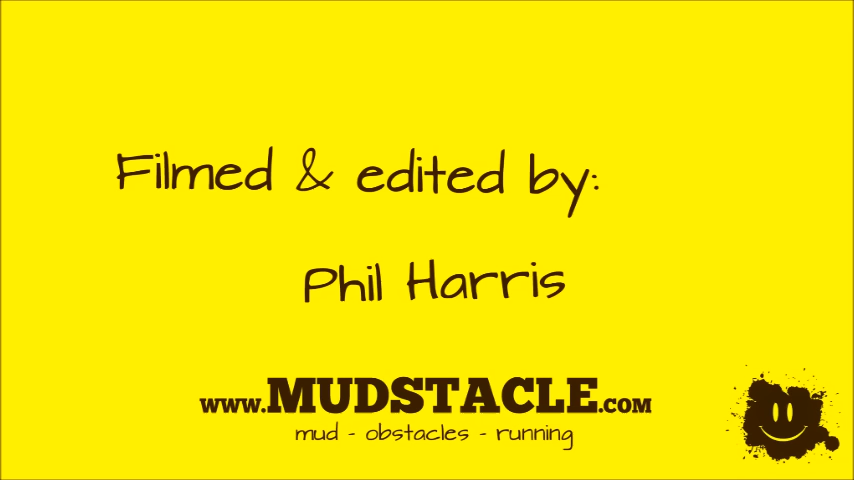 Filmed & edited by:
Phil Harris
www.MUDSTACLE.COM
mud - obstacles - running